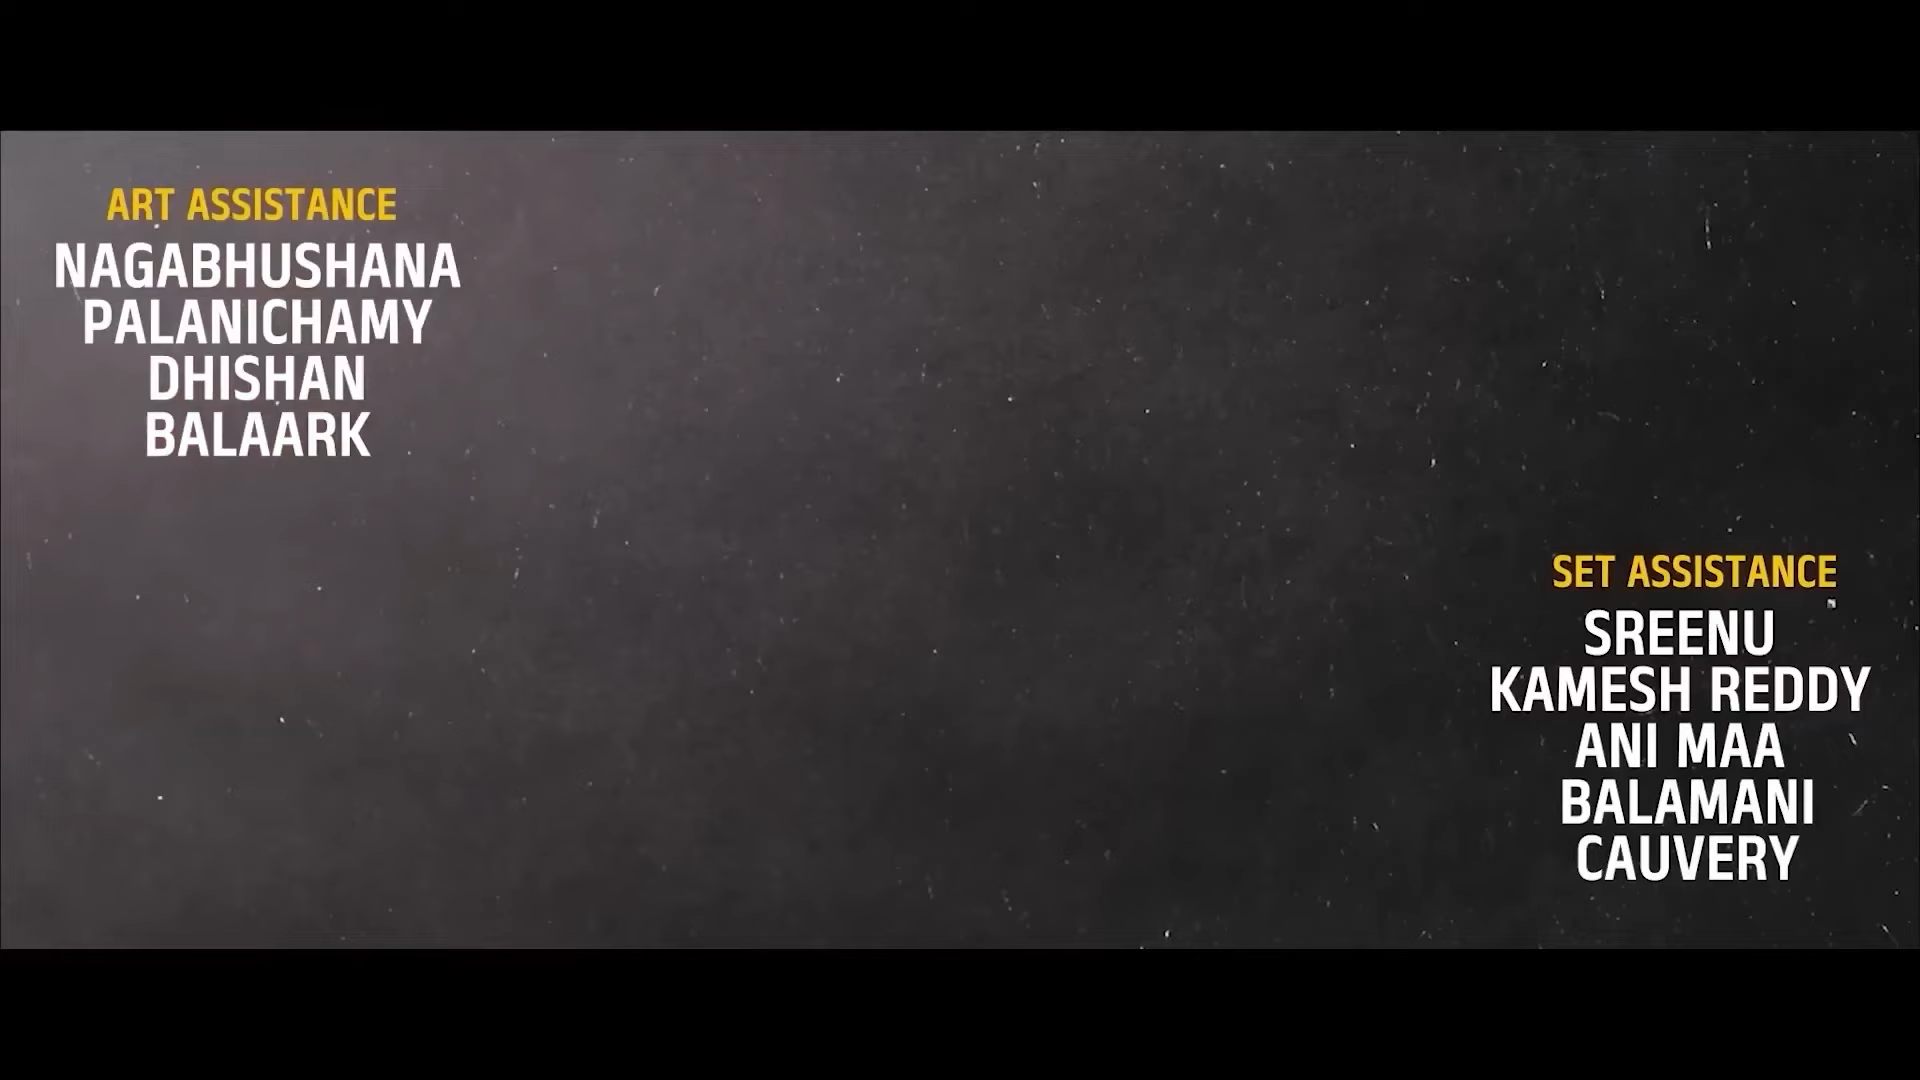 ART ASSISTANCE
NAGABHUSHANA
PALANICHAMY
DHISHAN
BALAARK
SET ASSISTANCE
SREENU
KAMESH REDDY
ANI MAA
BALAMANI
CAUVERY